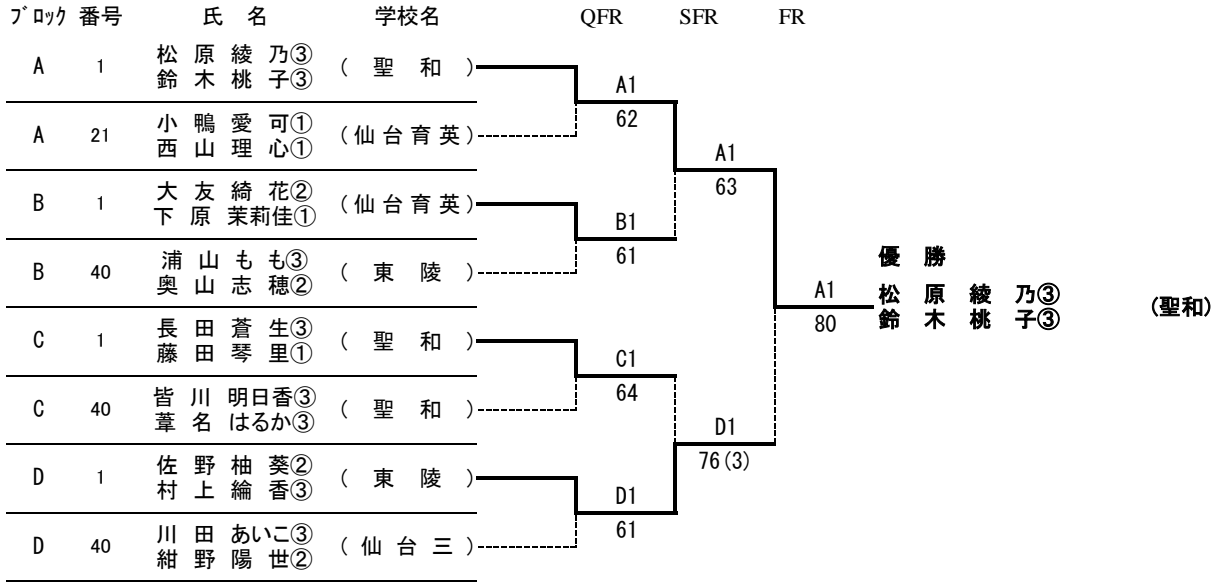 ﾌﾞﾛｯｸ 番号 氏 名 学校名 QFR SFR FR
A 1 松 原 綾 乃③ ( 聖 和 )
鈴 木 桃 子③
A1
62
A 21 小 鴨 愛 可① (仙台育英)
西 山 理 心①
A1
63
B 1 大 友 綺 花② (仙台育英)
下 原 茉莉佳①
B1
61
B 40 浦 山 も も③ ( 東 陵 )
奥 山 志 穂②
優 勝
A1 松 原 綾 乃③ (聖和)
80 鈴 木 桃 子③
C 1 長 田 蒼 生③ ( 聖 和 )
藤 田 琴 里①
C1
64
C 40 皆 川 明日香③ ( 聖 和 )
葦 名 はるか③
D1
76(3)
D 1 佐 野 柚 葵② ( 東 陵 )
村 上 綸 香③
D1
61
D 40 川 田 あいこ③ ( 仙 台 三 )
紺 野 陽 世②